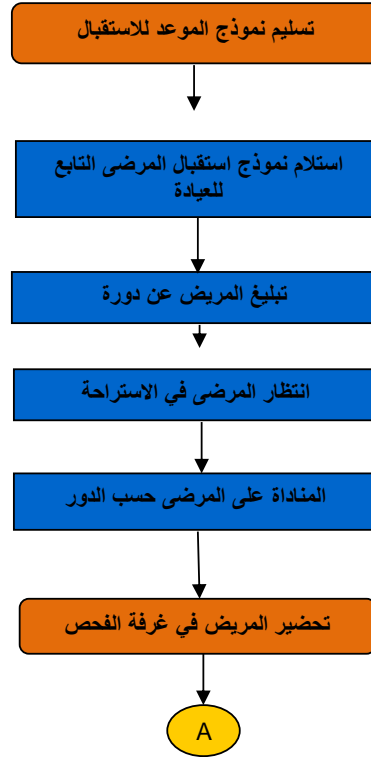 تسليم نموذج الموعد للاستقبال
استلام نموذج استقبال المرضى التابع
للعيادة
تبليغ المريض عن دورة
انتظار المرضى في الاستراحة
المناداة على المرضى حسب الدور
تحضير المريض في غرفة الفحص
A